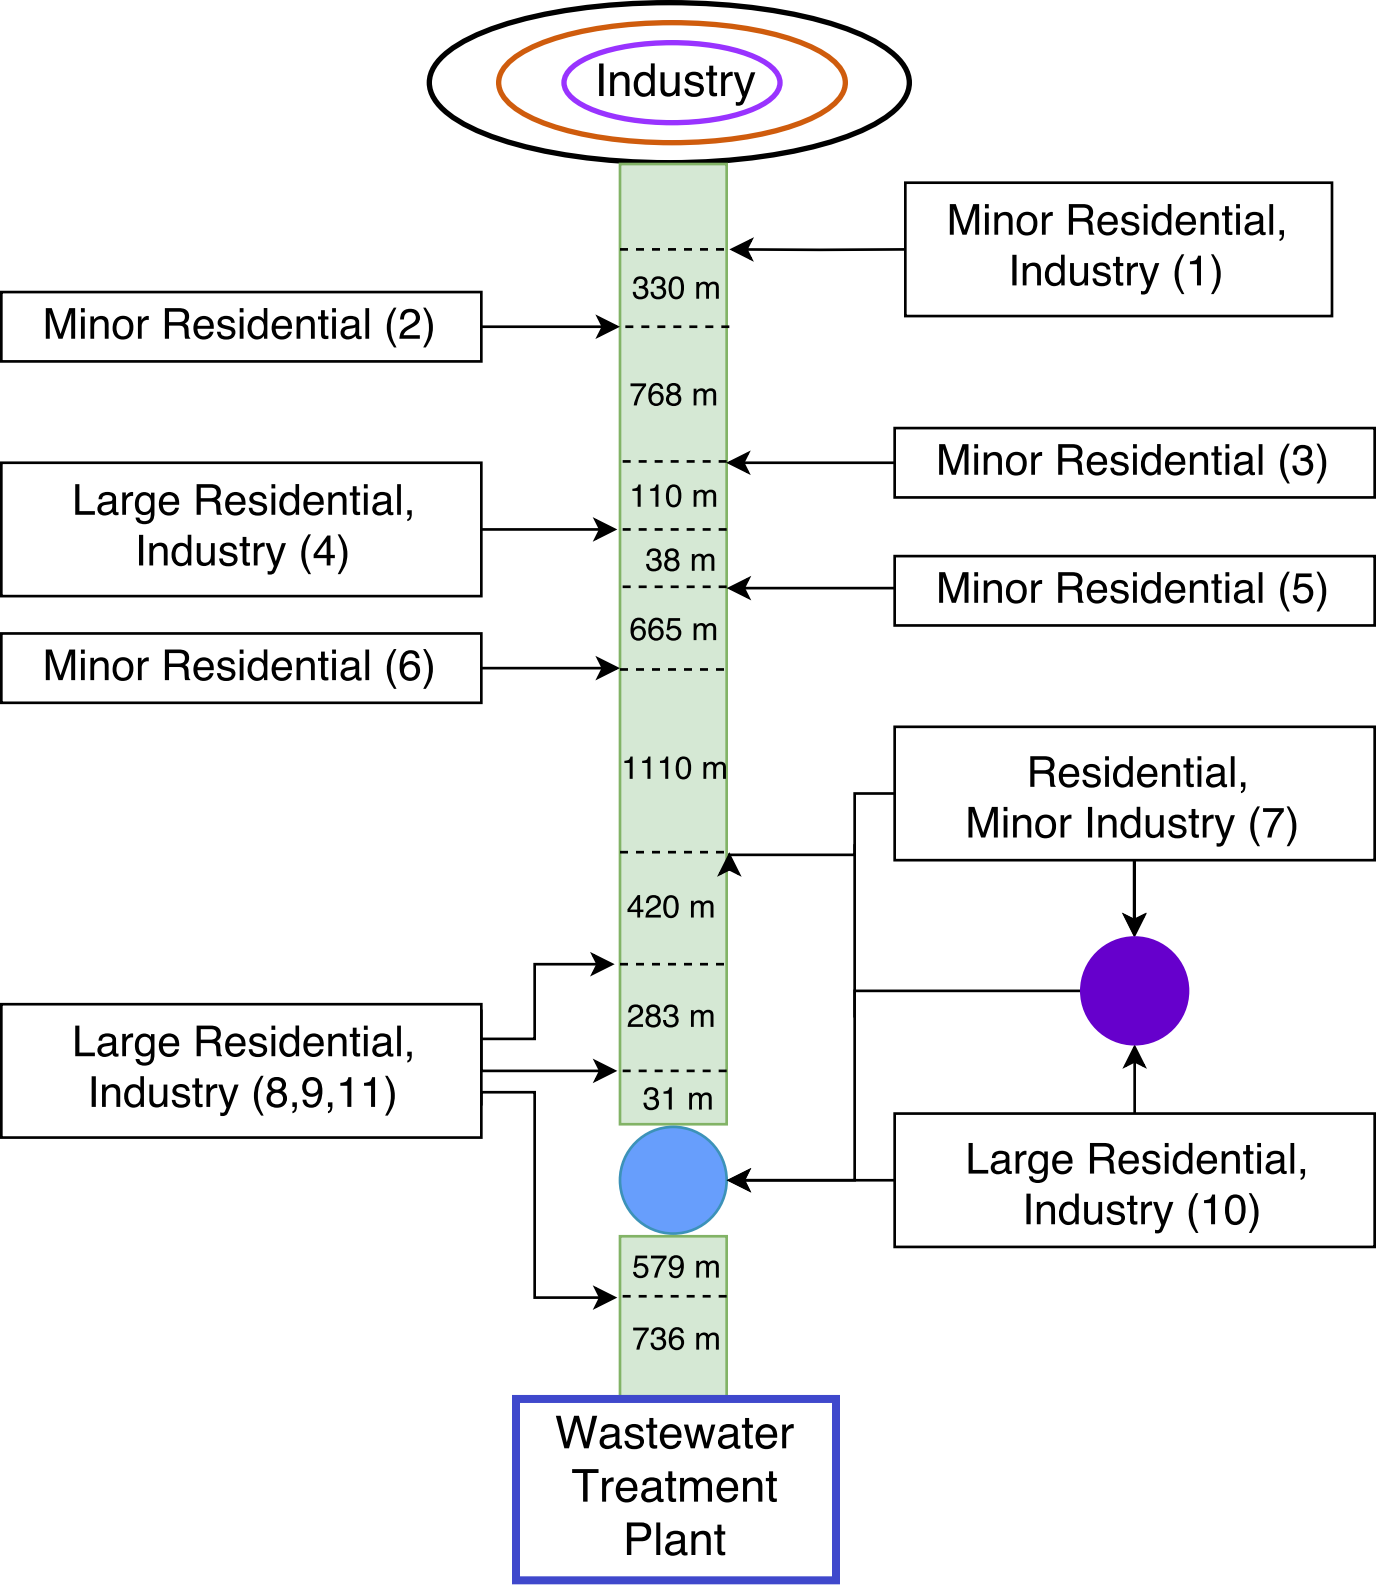 Industry
Minor Residential,
Industry (1)
330 m
Minor Residential (2)
768 m
Minor Residential (3)
110 m
Large Residential,
Industry (4)
38 m
Minor Residential (5)
665 m
Minor Residential (6)
1110 m
Residential,
Minor Industry (7)
420 m
283 m
Large Residential,
Industry (8,9,11)
31 m
Large Residential,
Industry (10)
579 m
736 m
Wastewater
Treatment
Plant